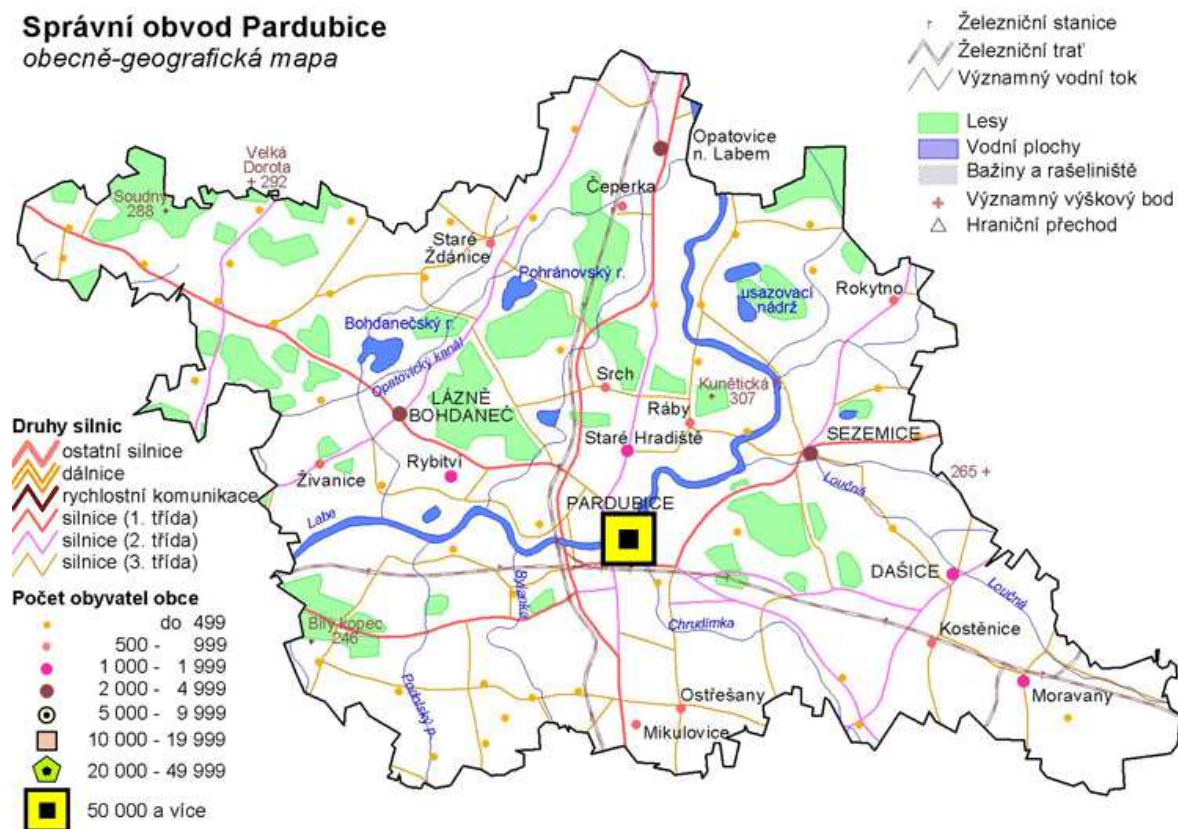 Správní obvod Pardubice
obecně-geografická mapa
Železniční stanice
Železniční trať
Významný vodní tok
Lesy
Vodní plochy
Bažiny a rašeliniště
Významný výškový bod
Hraniční přechod
Opatovice
n. Labem
Velká
Dorota
+ 292
Soudný
288
Čeperka
Staré
Ždánice
Pohránovský r.
usazovací
nádrž
Rokytno
Bohdanečský r.
Opatovický kanál
Srch
Kunětická
307
LÁZNĚ
BOHDANEČ
Ráby
Staré Hradiště
SEZEMICE
Rybitví
Živanice
265 +
Loučná
PARDUBICE
Labe
DAŠICE
Loučná
Bylanka
Bílý kopec
246
Chrudimka
Kostěnice
Podolský p.
Ostřešany
Moravany
Mikulovice
Druhy silnic
ostatní silnice
dálnice
rychlostní komunikace
silnice (1. třída)
silnice (2. třída)
silnice (3. třída)
Počet obyvatel obce
do 499
500 - 999
1 000 - 1 999
2 000 - 4 999
5 000 - 9 999
10 000 - 19 999
20 000 - 49 999
50 000 a více